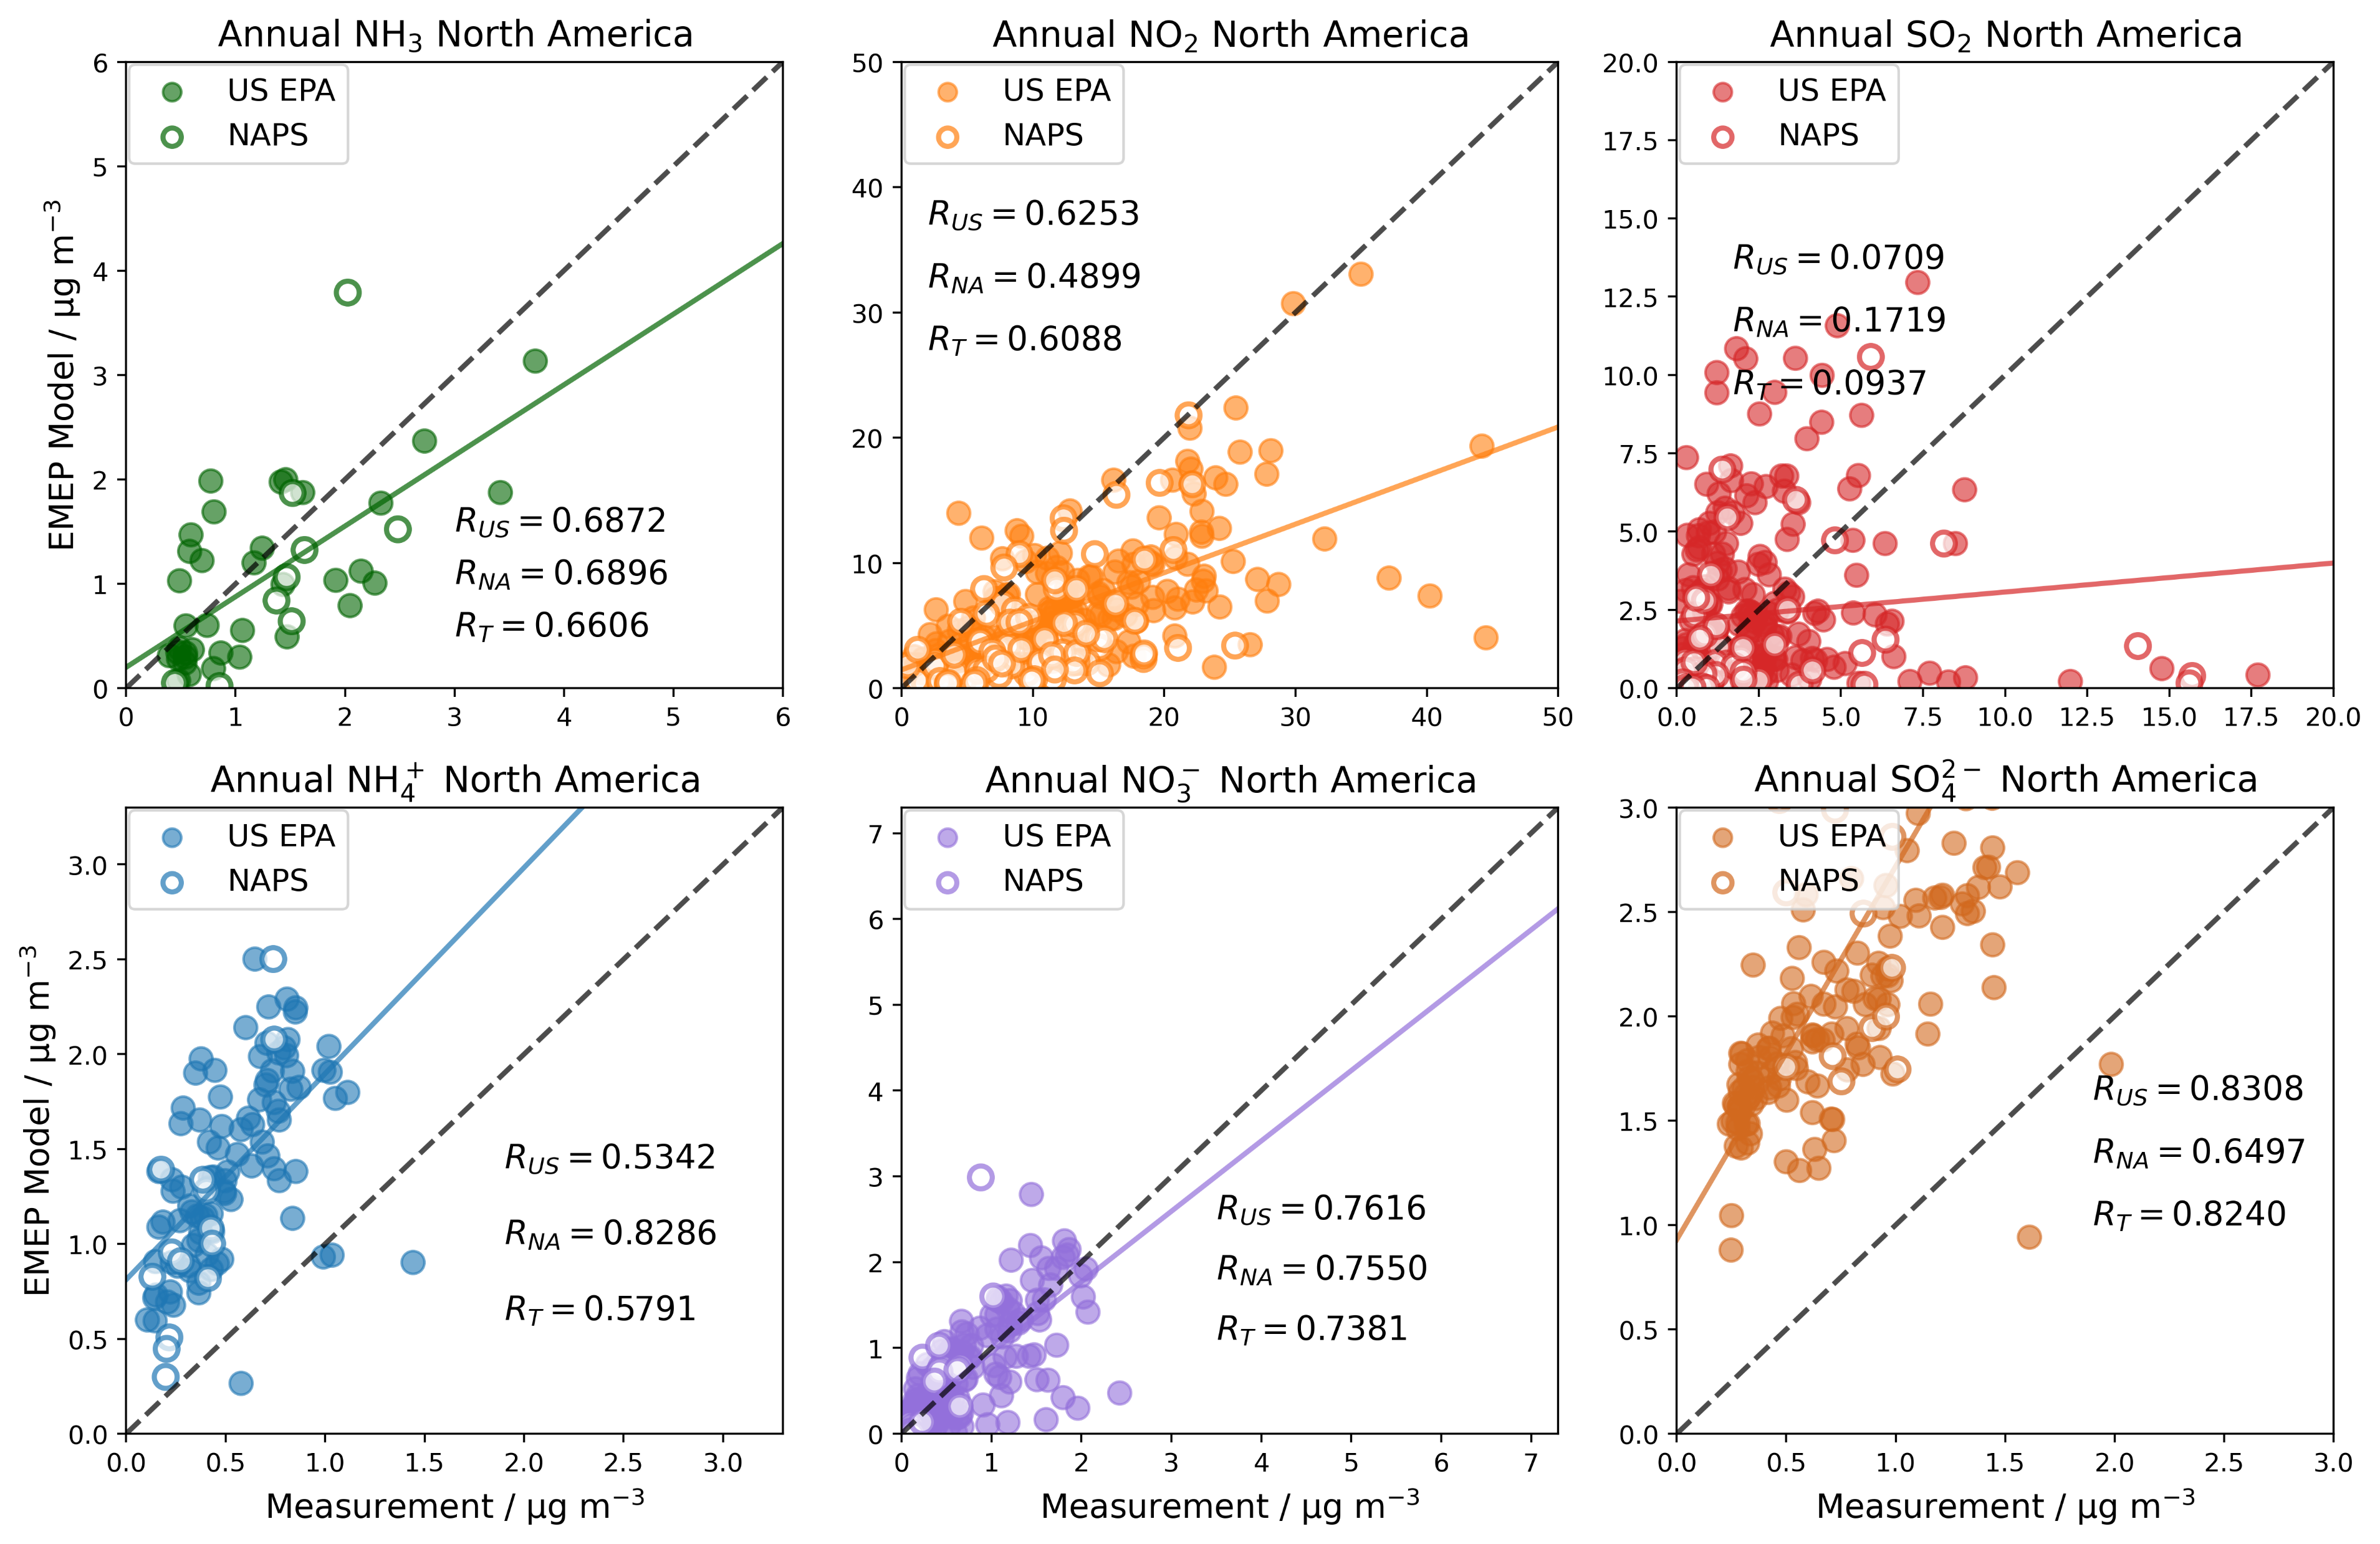 Annual NH₃ North America
US EPA
NAPS
R_US = 0.6872
R_NA = 0.6896
R_T = 0.6606
EMEP Model / µg m⁻³
6
5
4
3
2
1
0
0 1 2 3 4 5 6
Annual NO₂ North America
US EPA
NAPS
R_US = 0.6253
R_NA = 0.4899
R_T = 0.6088
50
40
30
20
10
0
0 10 20 30 40 50
Annual SO₂ North America
US EPA
NAPS
R_US = 0.0709
R_NA = 0.1719
R_T = 0.0937
20.0
17.5
15.0
12.5
10.0
7.5
5.0
2.5
0.0
0.0 2.5 5.0 7.5 10.0 12.5 15.0 17.5 20.0
Annual NH₄⁺ North America
US EPA
NAPS
R_US = 0.5342
R_NA = 0.8286
R_T = 0.5791
EMEP Model / µg m⁻³
3.0
2.5
2.0
1.5
1.0
0.5
0.0
0.0 0.5 1.0 1.5 2.0 2.5 3.0
Measurement / µg m⁻³
Annual NO₃⁻ North America
US EPA
NAPS
R_US = 0.7616
R_NA = 0.7550
R_T = 0.7381
7
6
5
4
3
2
1
0
0 1 2 3 4 5 6 7
Measurement / µg m⁻³
Annual SO₄²⁻ North America
US EPA
NAPS
R_US = 0.8308
R_NA = 0.6497
R_T = 0.8240
3.0
2.5
2.0
1.5
1.0
0.5
0.0
0.0 0.5 1.0 1.5 2.0 2.5 3.0
Measurement / µg m⁻³